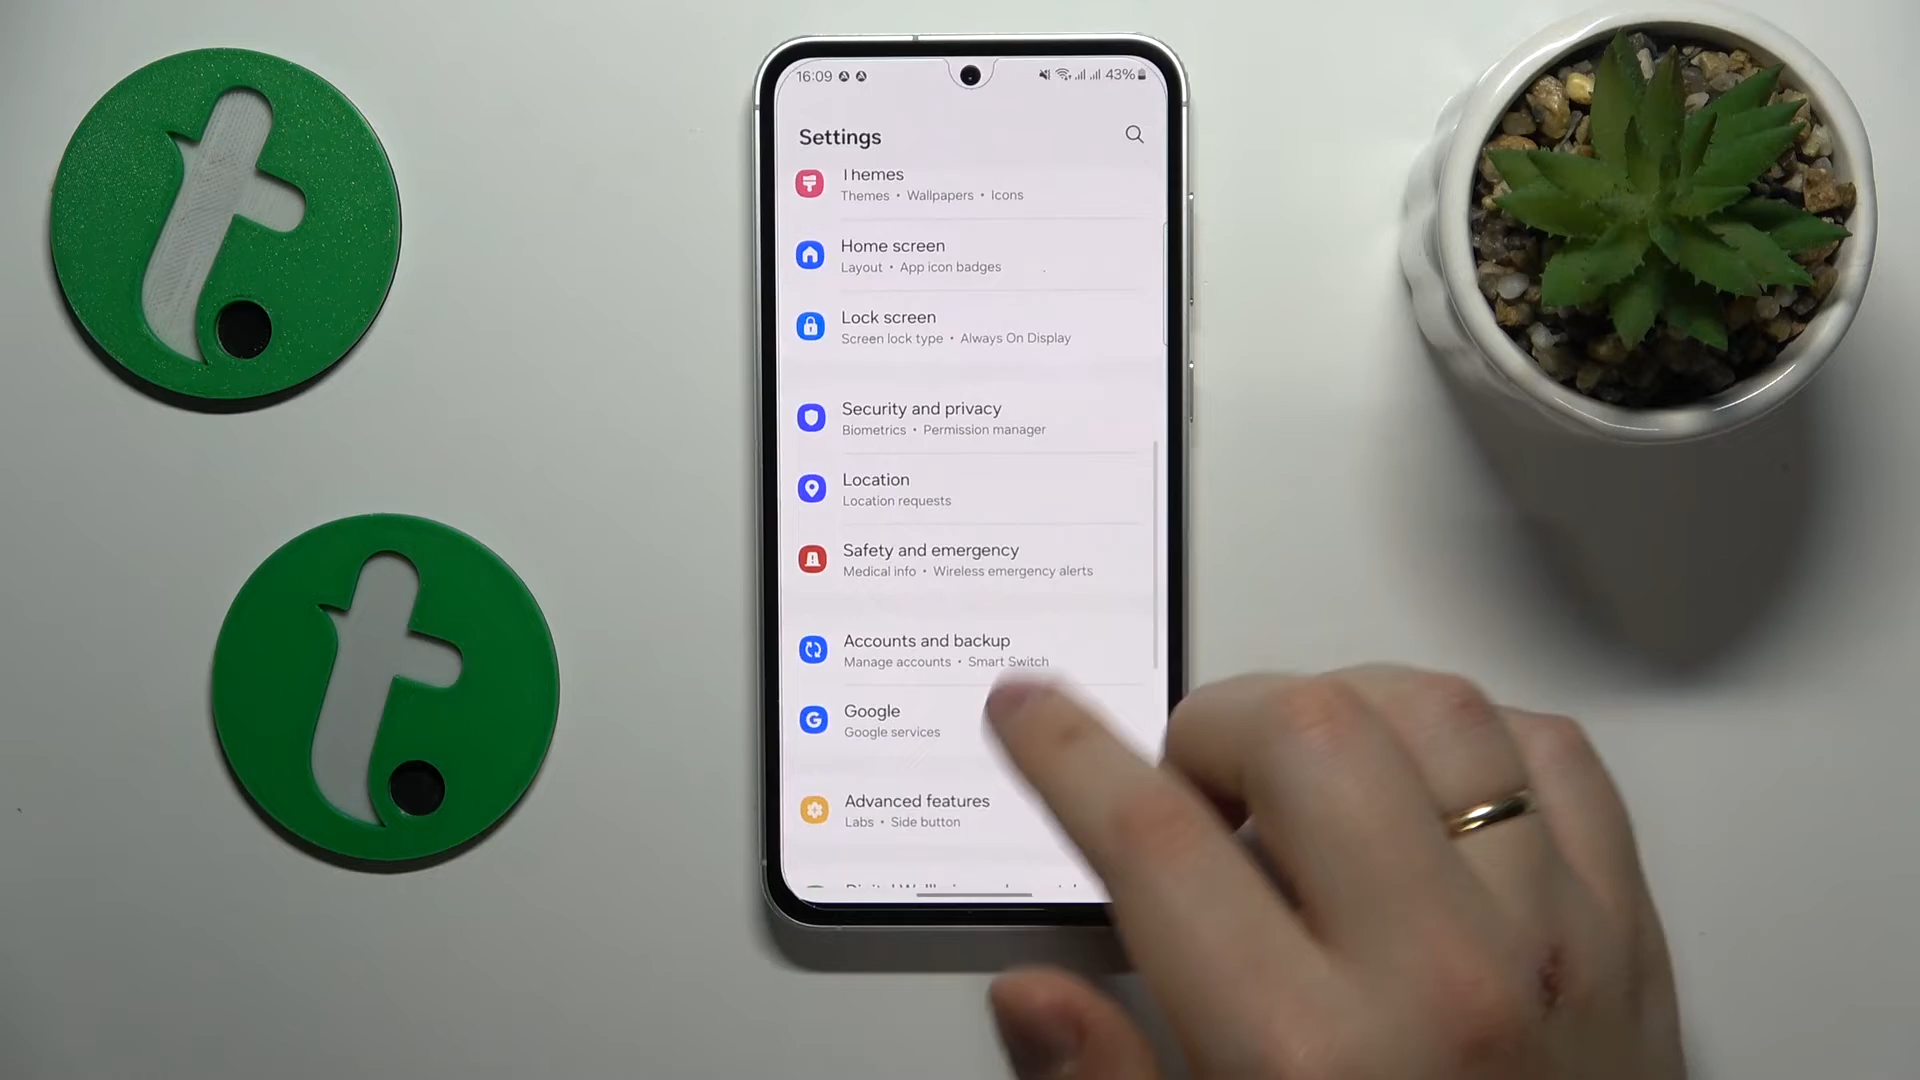 16:09
43%
Settings
Themes
Themes • Wallpapers • Icons
Home screen
Layout • App icon badges
Lock screen
Screen lock type • Always On Display
Security and privacy
Biometrics • Permission manager
Location
Location requests
Safety and emergency
Medical info • Wireless emergency alerts
Accounts and backup
Manage accounts • Smart Switch
Google
Google services
Advanced features
Labs • Side button